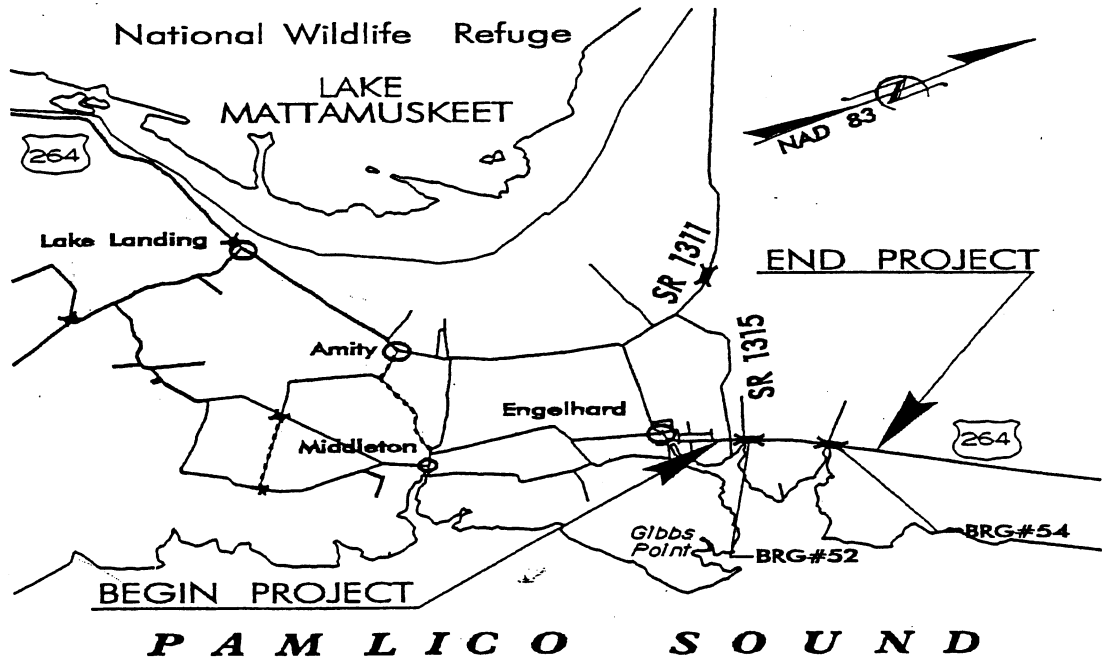 National Wildlife Refuge
LAKE
MATTAMUSKEET
NAD 83
264
Lake Landing
SR 1311
END PROJECT
SR 1315
Amity
Engelhard
264
Middleton
Gibbs
Point
BRG#54
BRG#52
BEGIN PROJECT
PAMLICO SOUND